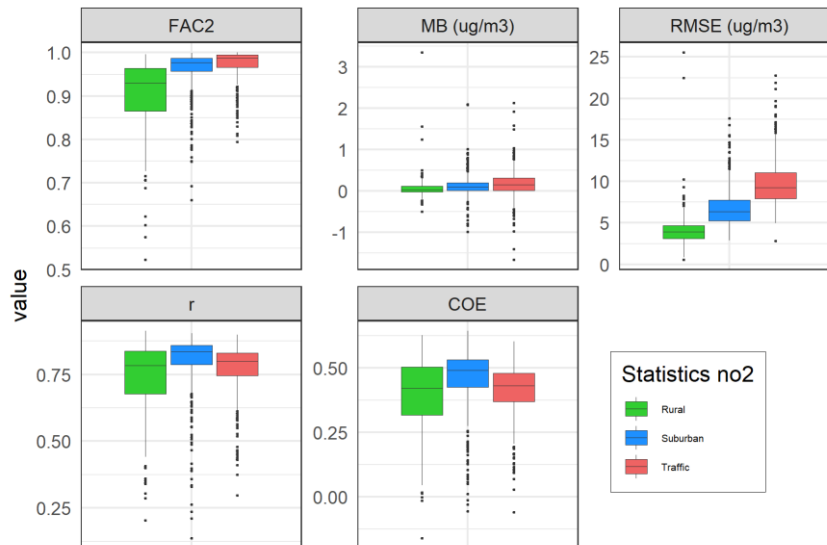 FAC2
MB (ug/m3)
RMSE (ug/m3)
1.0
0.9
0.8
0.7
0.6
0.5
3
2
1
0
-1
25
20
15
10
5
0
value
r
COE
0.75
0.50
0.25
0.50
0.25
0.00
Statistics no2
Rural
Suburban
Traffic